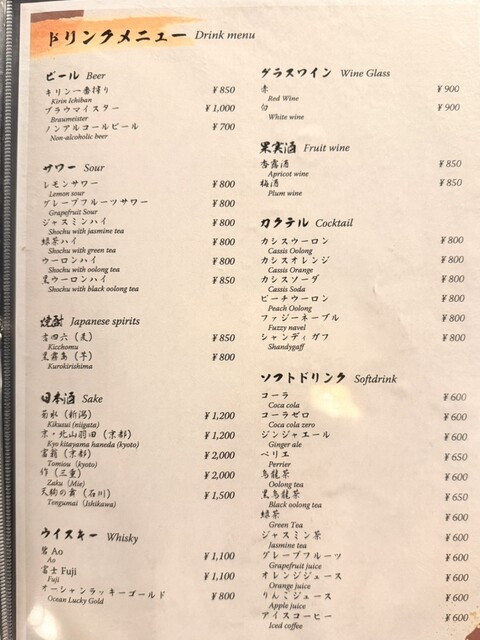 ドリンクメニュー Drink menu
ビール Beer
キリン一番搾り ¥850
Kirin Ichiban
ブラウマイスター ¥1,000
Braumeister
ノンアルコールビール ¥700
Non-alcoholic beer
サワー Sour
レモンサワー ¥800
Lemon sour
グレープフルーツサワー ¥800
Grapefruit Sour
ジャスミンハイ ¥800
Shochu with jasmine tea
緑茶ハイ ¥800
Shochu with green tea
ウーロンハイ ¥800
Shochu with oolong tea
黒ウーロンハイ ¥850
Shochu with black oolong tea
焼酎 Japanese spirits
吉四六（麦） ¥850
Kicchomu
黒霧島（芋） ¥800
Kurokirishima
日本酒 Sake
菊水（新潟） ¥1,200
Kikusui (niigata)
京・北山羽田（京都） ¥1,200
Kyo kitayama haneda (kyoto)
富翁（京都） ¥2,000
Tomiou (kyoto)
作（三重） ¥2,000
Zaku (Mie)
天狗の舞（石川） ¥1,500
Tengumai (Ishikawa)
ウイスキー Whisky
碧 Ao ¥1,100
Ao
富士 Fuji ¥1,100
Fuji
オーシャンラッキーゴールド ¥800
Ocean Lucky Gold
グラスワイン Wine Glass
赤 ¥900
Red Wine
白 ¥900
White wine
果実酒 Fruit wine
杏露酒 ¥850
Apricot wine
梅酒 ¥850
Plum wine
カクテル Cocktail
カシスウーロン ¥800
Cassis Oolong
カシスオレンジ ¥800
Cassis Orange
カシスソーダ ¥800
Cassis Soda
ピーチウーロン ¥800
Peach Oolong
ファジーネーブル ¥800
Fuzzy navel
シャンディガフ ¥800
Shandygaff
ソフトドリンク Softdrink
コーラ ¥600
Coca cola
コーラゼロ ¥600
Coca cola zero
ジンジャエール ¥600
Ginger ale
ペリエ ¥650
Perrier
烏龍茶 ¥600
Oolong tea
黒烏龍茶 ¥650
Black oolong tea
緑茶 ¥600
Green Tea
ジャスミン茶 ¥600
Jasmine tea
グレープフルーツ ¥600
Grapefruit juice
オレンジジュース ¥600
Orange juice
りんごジュース ¥600
Apple juice
アイスコーヒー ¥600
Iced coffee